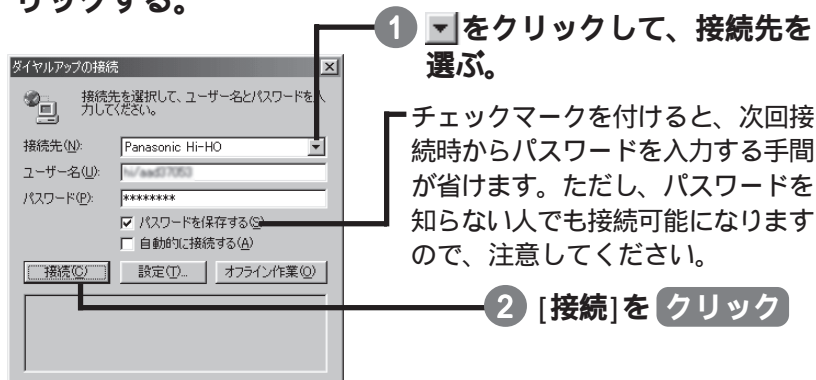 リックする。
1 ▼をクリックして、接続先を
選ぶ。
ダイヤルアップの接続
接続先を選択して、ユーザー名とパスワードを入
力してください。
接続先(N): Panasonic Hi-HO
ユーザー名(U):
パスワード(P): ********
パスワードを保存する(S)
自動的に接続する(A)
接続(C) 設定(T)... オフライン作業(O)
チェックマークを付けると、次回接
続時からパスワードを入力する手間
が省けます。ただし、パスワードを
知らない人でも接続可能になります
ので、注意してください。
2 [接続]を クリック